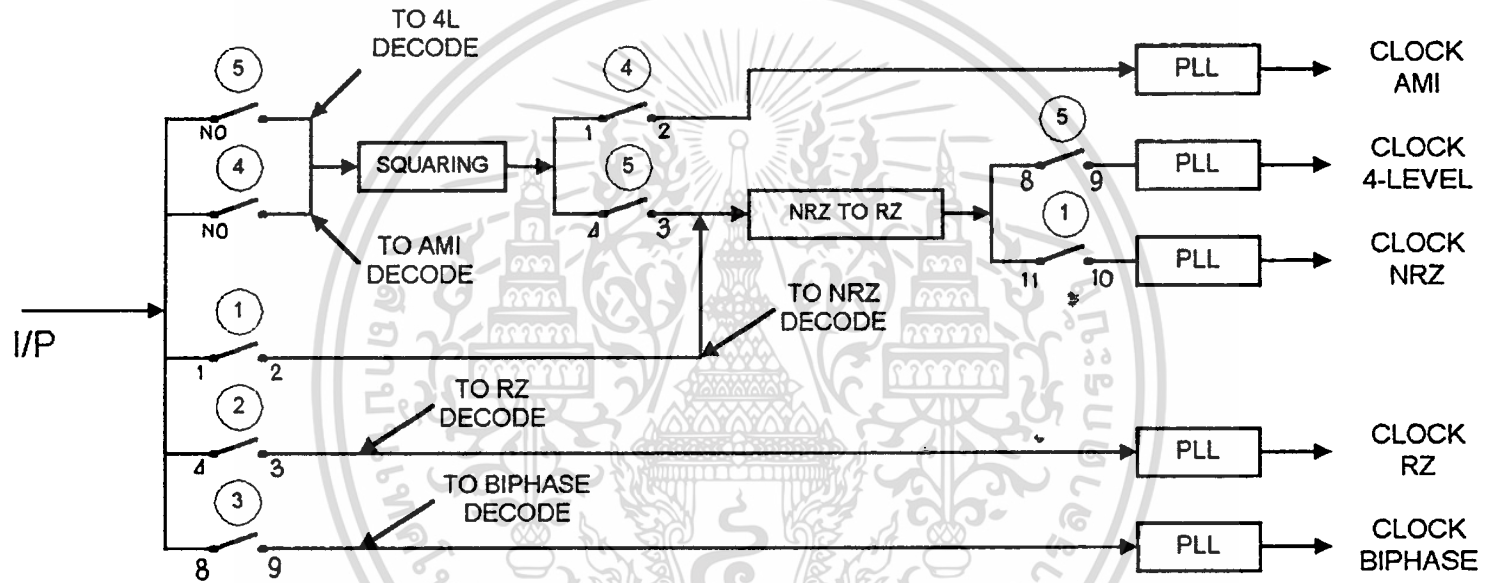 TO 4L
DECODE
5
NO
4
NO
TO AMI
DECODE
SQUARING
4
1 2
5
4 3
NRZ TO RZ
5
8 9
1
11 10
PLL
CLOCK
AMI
PLL
CLOCK
4-LEVEL
PLL
CLOCK
NRZ
I/P
1
1 2
TO NRZ
DECODE
2
4 3
TO RZ
DECODE
PLL
CLOCK
RZ
3
8 9
TO BIPHASE
DECODE
PLL
CLOCK
BIPHASE